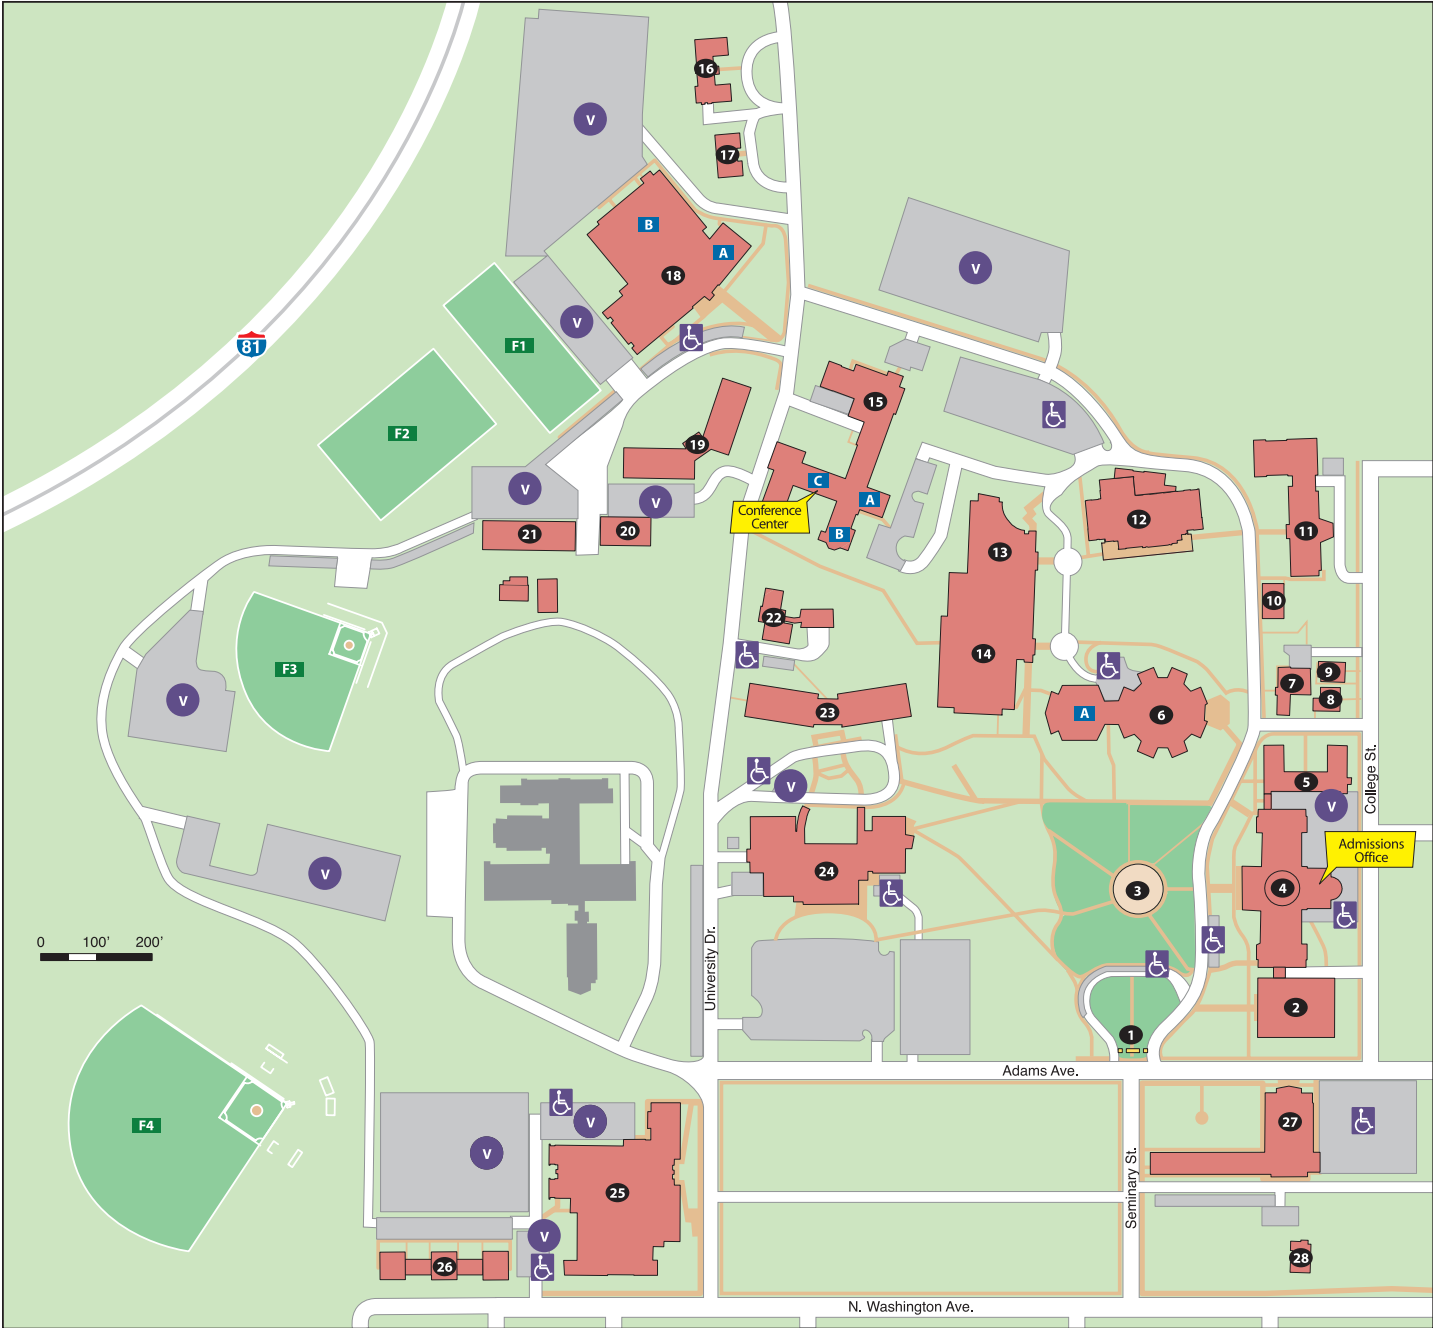 16
V
17
B
A
18
V
V
81
F1
F2
15
19
C
A
V
V
Conference
Center
B
12
11
21
20
13
10
22
14
F3
9
7
8
V
23
A
6
5
College St.
V
V
Admissions
Office
24
V
3
4
0 100' 200'
University Dr.
2
1
Adams Ave.
F4
V
27
V
25
Seminary St.
V
26
28
N. Washington Ave.